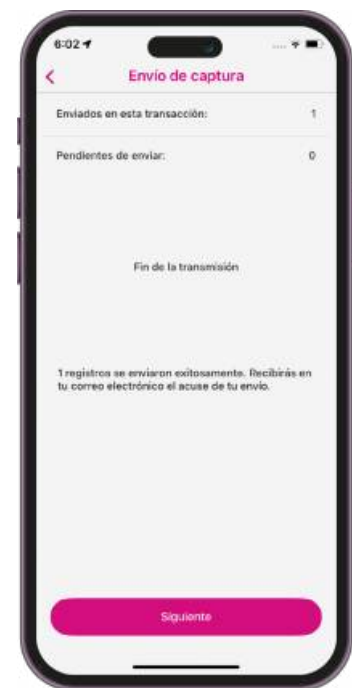 6:02
Envío de captura
Enviados en esta transacción: 1
Pendientes de enviar: 0
Fin de la transmisión
1 registros se enviaron exitosamente. Recibirás en
tu correo electrónico el acuse de tu envío.
Siguiente